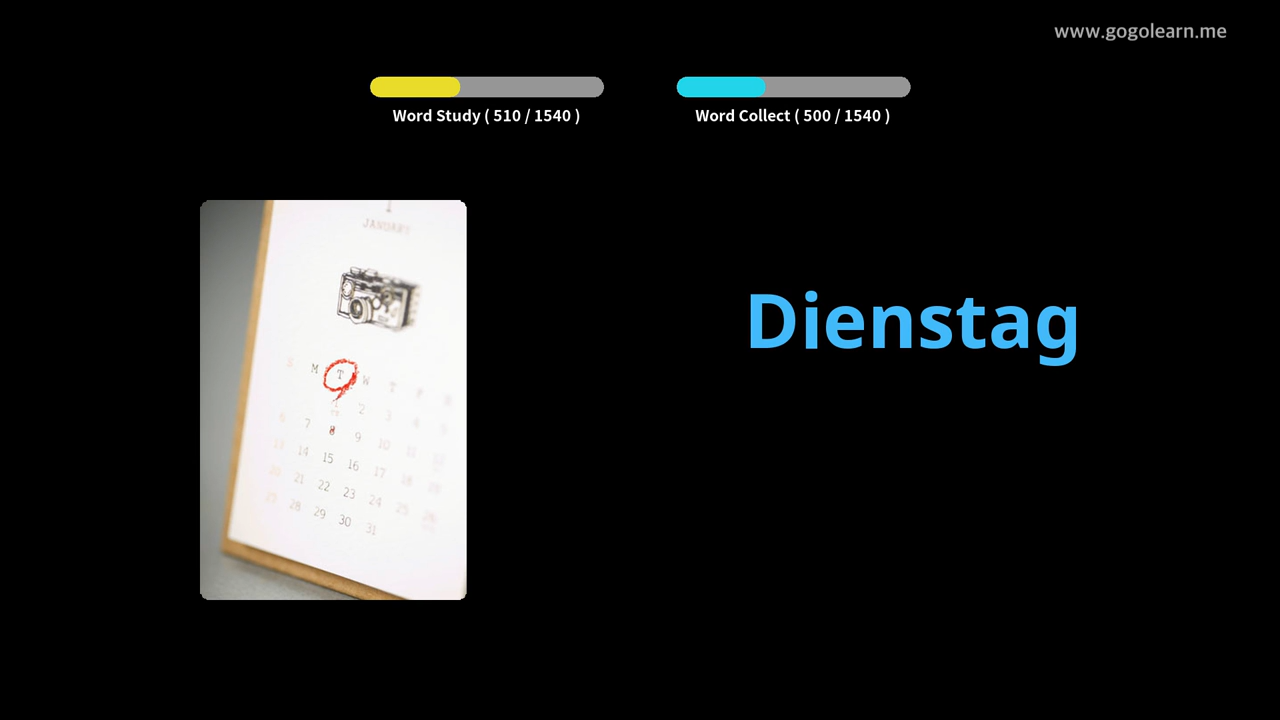 www.gogolearn.me
Word Study ( 510 / 1540 )
Word Collect ( 500 / 1540 )
JANUARY
Dienstag
S M T W T F S
1 2 3 4 5
6 7 8 9 10 11 12
13 14 15 16 17 18 19
20 21 22 23 24 25 26
28 29 30 31